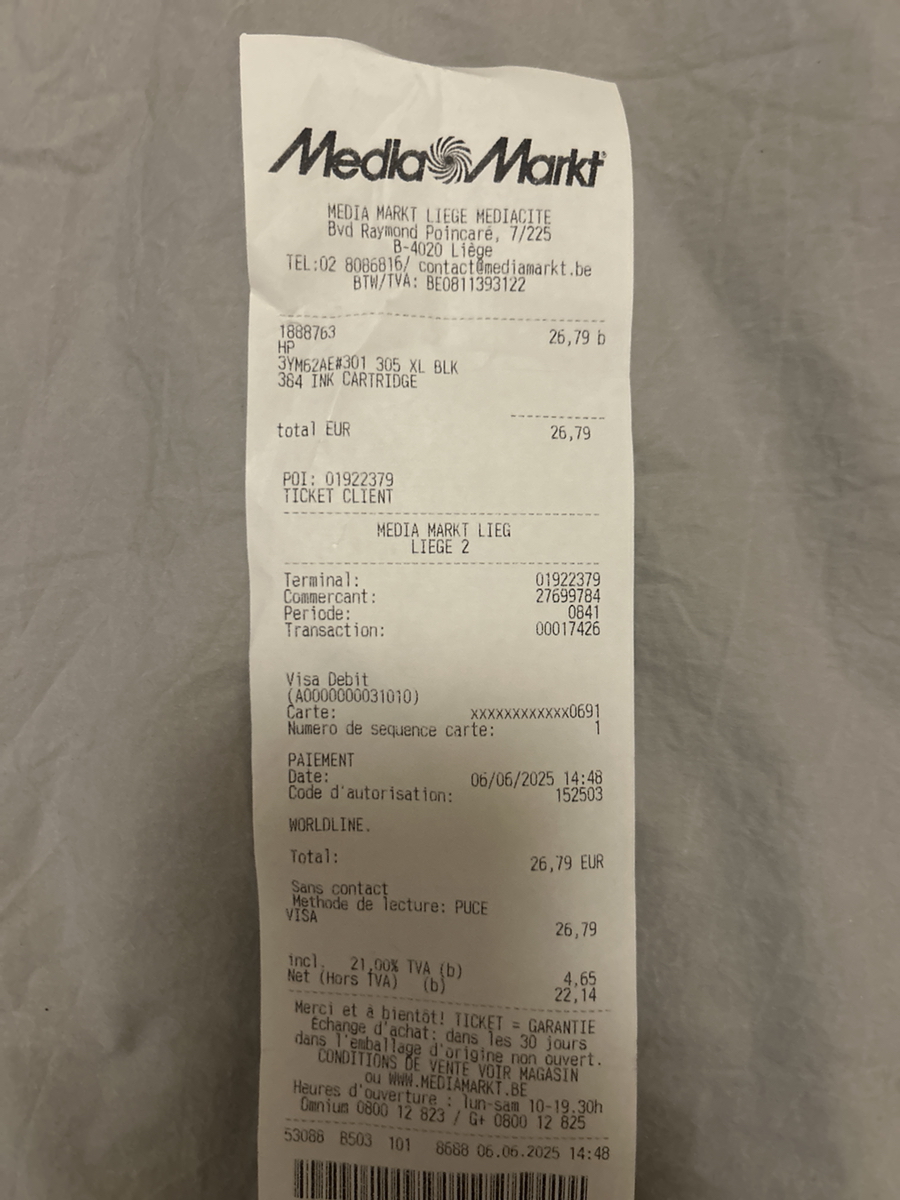 Media Markt
MEDIA MARKT LIEGE MEDIACITE
Bvd Raymond Poincaré, 7/225
B-4020 Liège
TEL:02 8086816/ contact@mediamarkt.be
BTW/TVA: BE0811393122
1888763 26,79 b
HP
3YM62AE#301 305 XL BLK
384 INK CARTRIDGE
total EUR 26,79
POI: 01922379
TICKET CLIENT
MEDIA MARKT LIEG
LIEGE 2
Terminal: 01922379
Commercant: 27699784
Periode: 0841
Transaction: 00017426
Visa Debit
(A0000000031010)
Carte: xxxxxxxxxxxx0691
Numero de sequence carte: 1
PAIEMENT
Date: 06/06/2025 14:48
Code d'autorisation: 152503
WORLDLINE.
Total: 26,79 EUR
Sans contact
Methode de lecture: PUCE
VISA 26,79
incl. 21,00% TVA (b) 4,65
Net (Hors TVA) (b) 22,14
Merci et à bientôt! TICKET = GARANTIE
Échange d'achat: dans les 30 jours
dans l'emballage d'origine non ouvert.
CONDITIONS DE VENTE VOIR MAGASIN
ou WWW.MEDIAMARKT.BE
Heures d'ouverture : lun-sam 10-19.30h
Omnium 0800 12 823 / G+ 0800 12 825
53088 8503 101 8688 06.06.2025 14:48